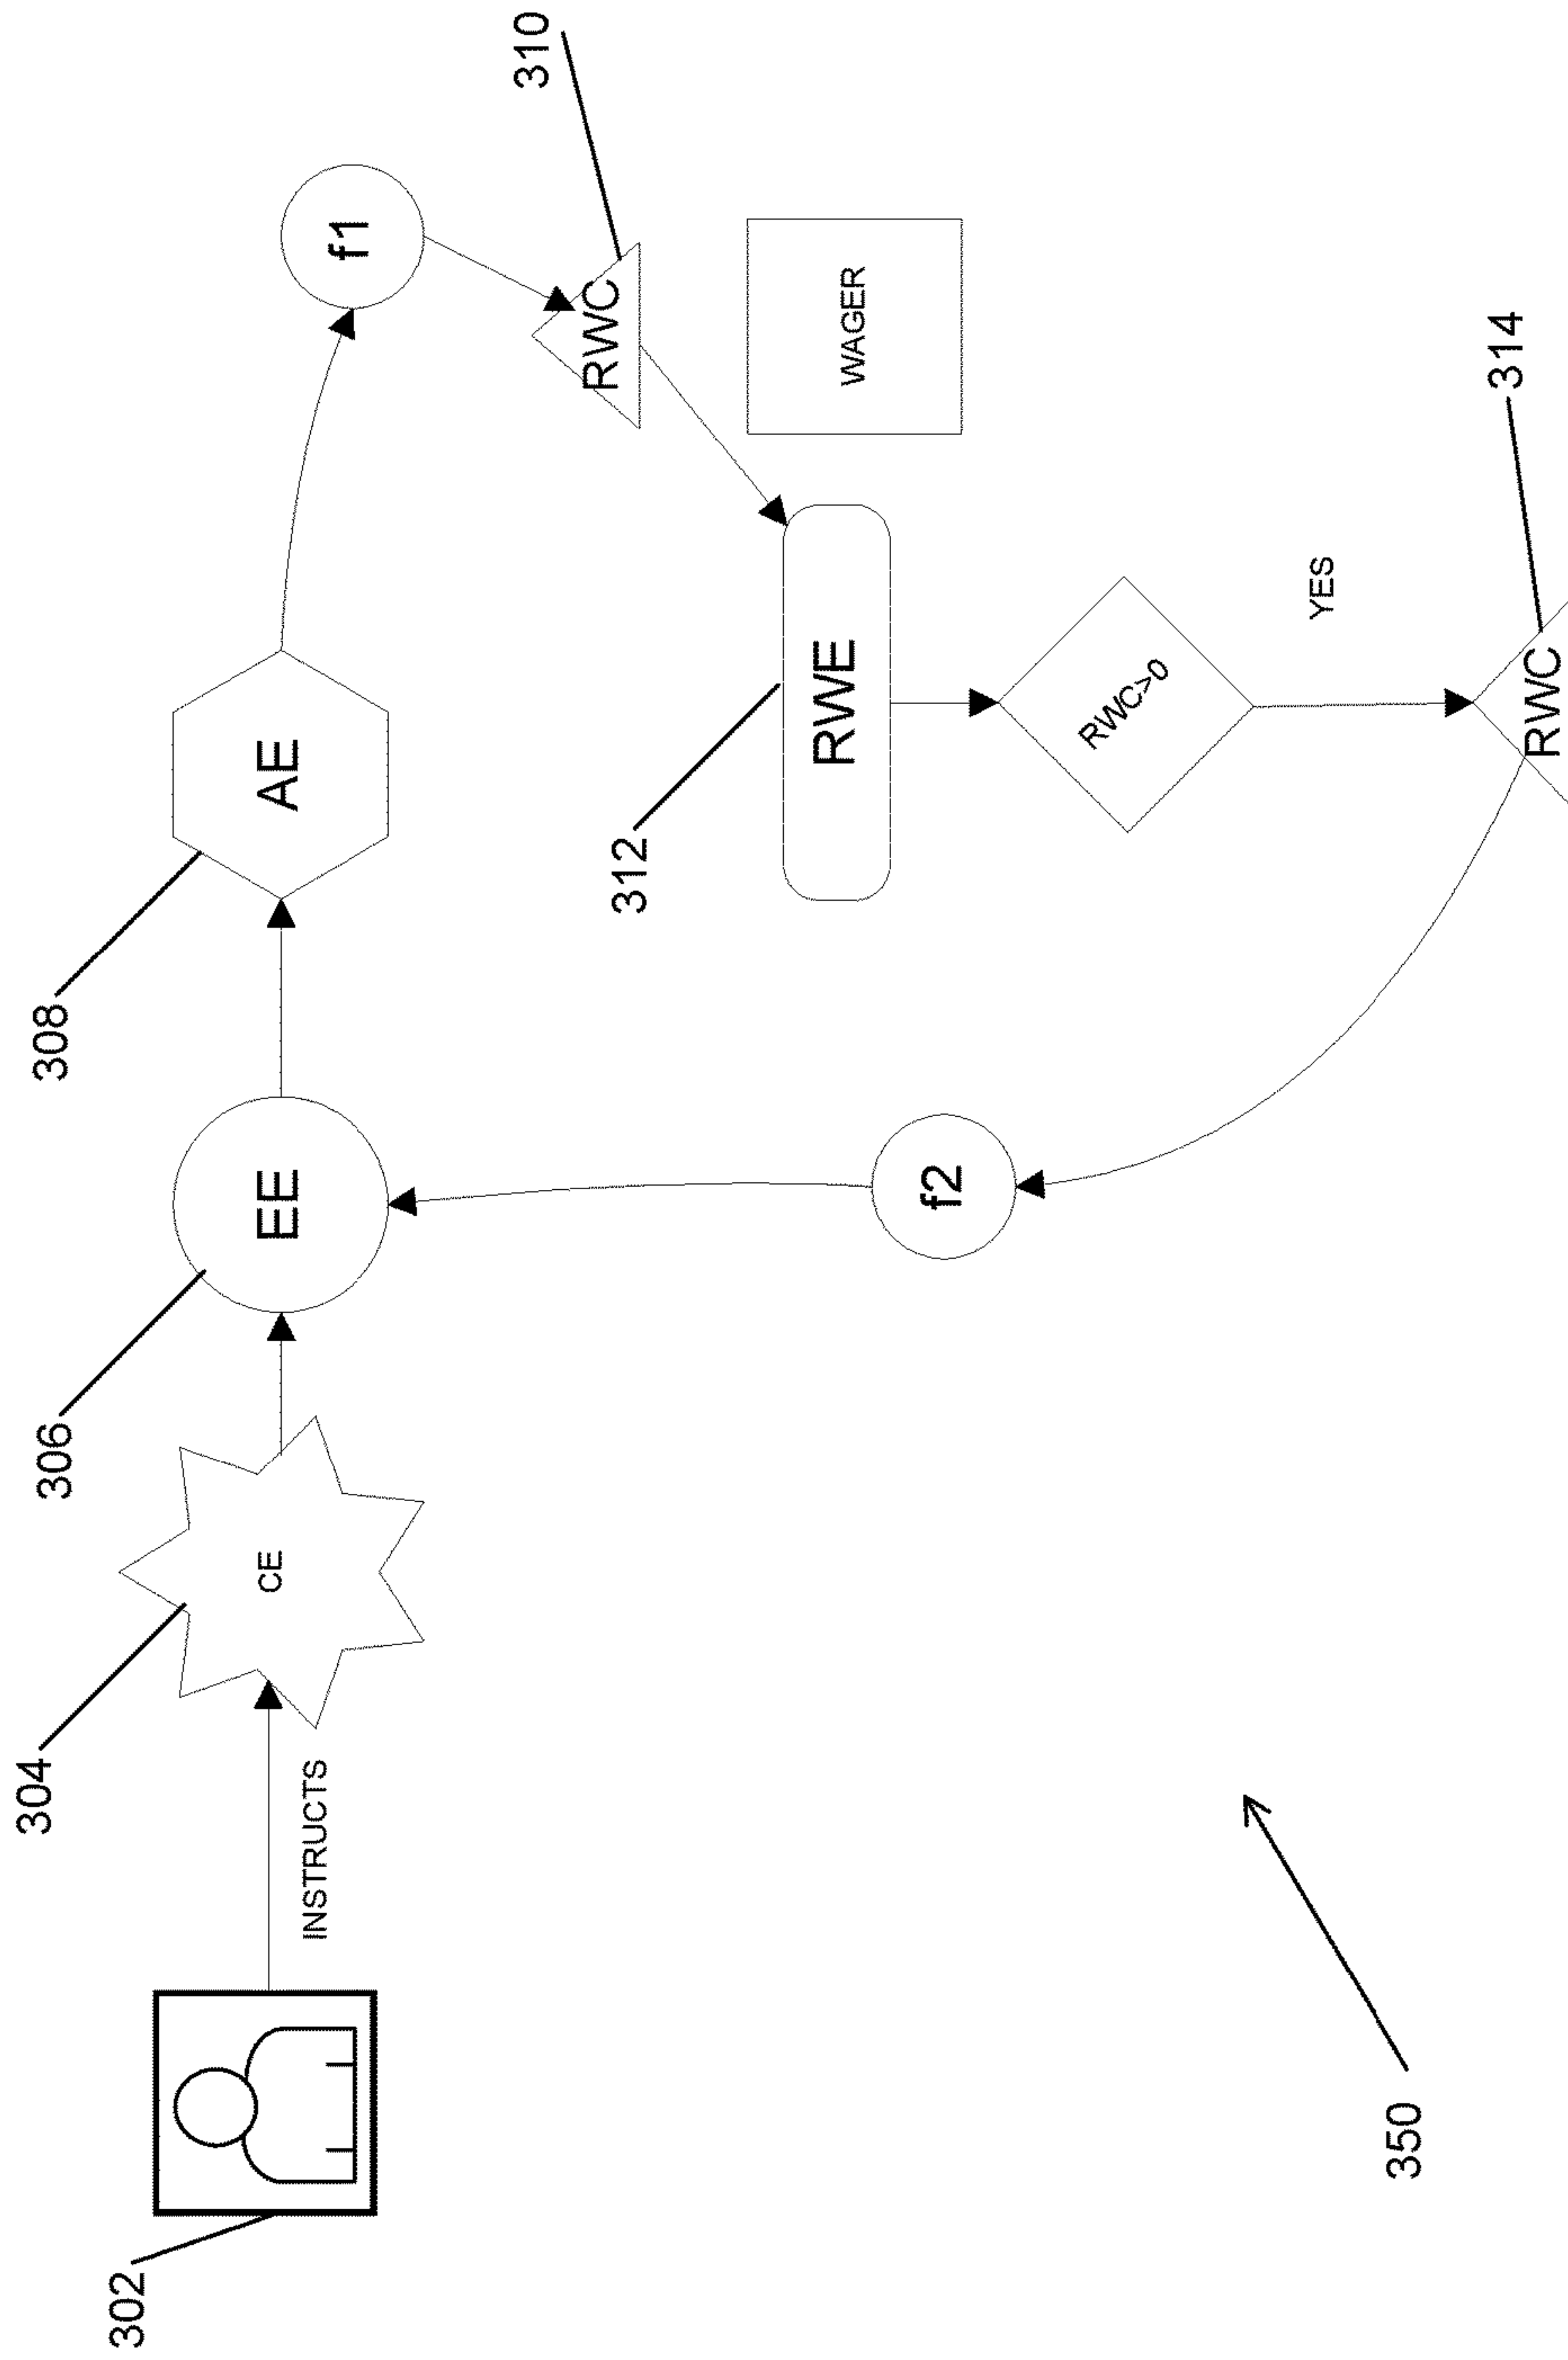 304
306
308
302
CE
EE
AE
f1
INSTRUCTS
310
RWC
312
RWE
WAGER
f2
RWC>0
YES
350
314
RWC